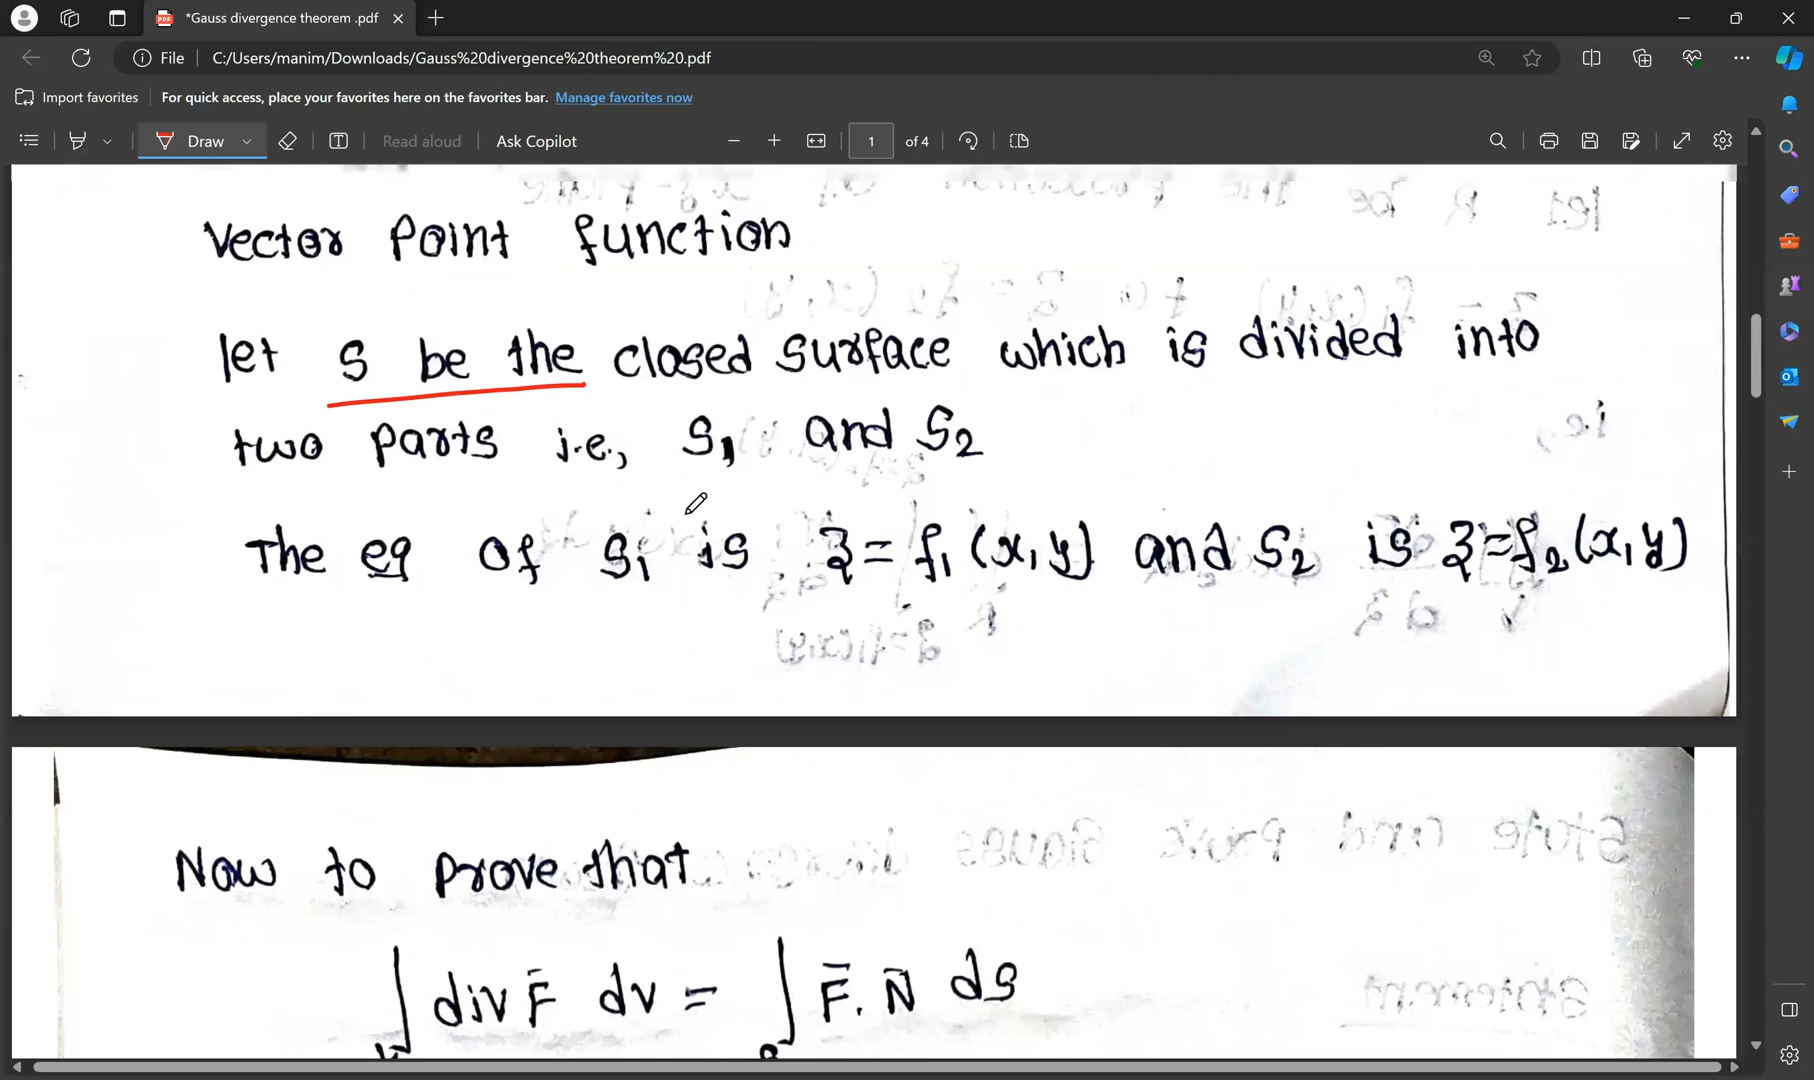 *Gauss divergence theorem .pdf
File C:/Users/manim/Downloads/Gauss%20divergence%20theorem%20.pdf
Import favorites For quick access, place your favorites here on the favorites bar. Manage favorites now
Draw Read aloud Ask Copilot 1 of 4
Vector Point function
let S be the closed surface which is divided into
two parts i.e., S1 and S2
The eq of S1 is z = f1 (x, y) and S2 is z = f2 (x, y)
Now to prove that
∫ div F̄ dv = ∫ F̄ . N̄ ds